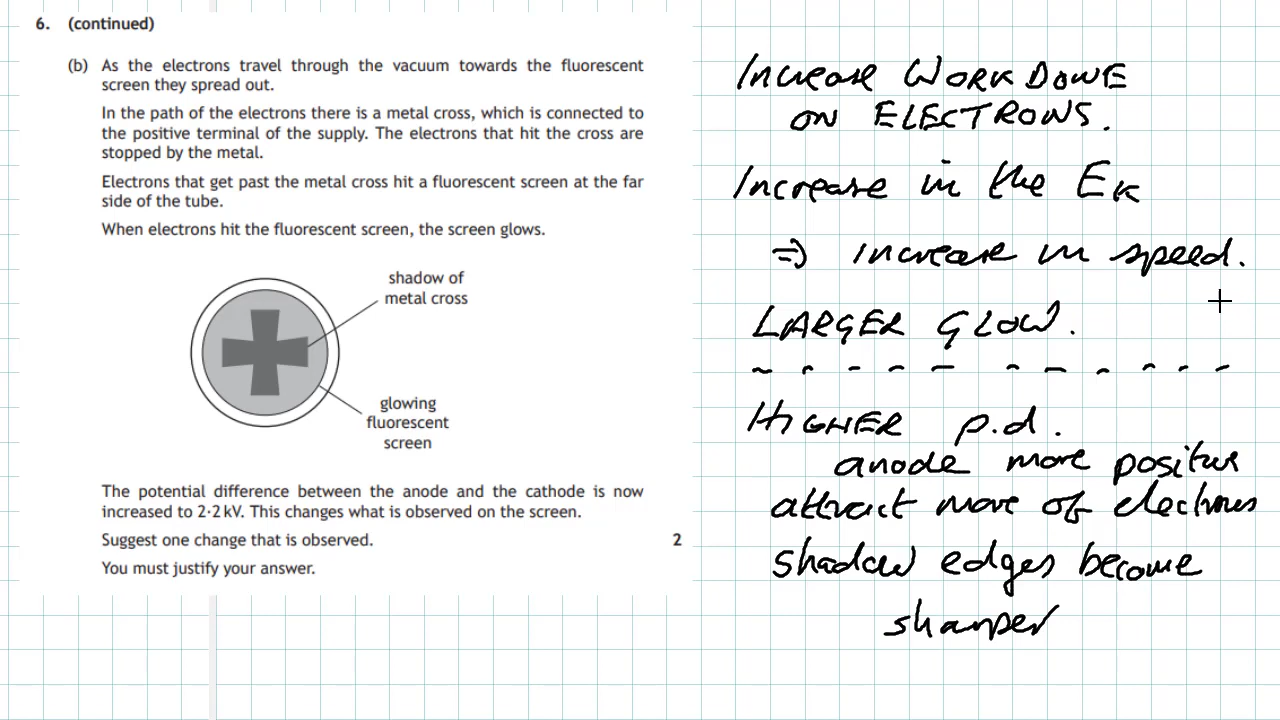 6. (continued)
(b) As the electrons travel through the vacuum towards the fluorescent
screen they spread out.
In the path of the electrons there is a metal cross, which is connected to
the positive terminal of the supply. The electrons that hit the cross are
stopped by the metal.
Electrons that get past the metal cross hit a fluorescent screen at the far
side of the tube.
When electrons hit the fluorescent screen, the screen glows.
shadow of
metal cross
glowing
fluorescent
screen
The potential difference between the anode and the cathode is now
increased to 2·2 kV. This changes what is observed on the screen.
Suggest one change that is observed. 2
You must justify your answer.
Increase WORK DONE
ON ELECTRONS.
Increase in the Ek
=> increase in speed.
LARGER GLOW.
HIGHER p.d.
anode more positive
attract more of electrons
shadow edges become
sharper